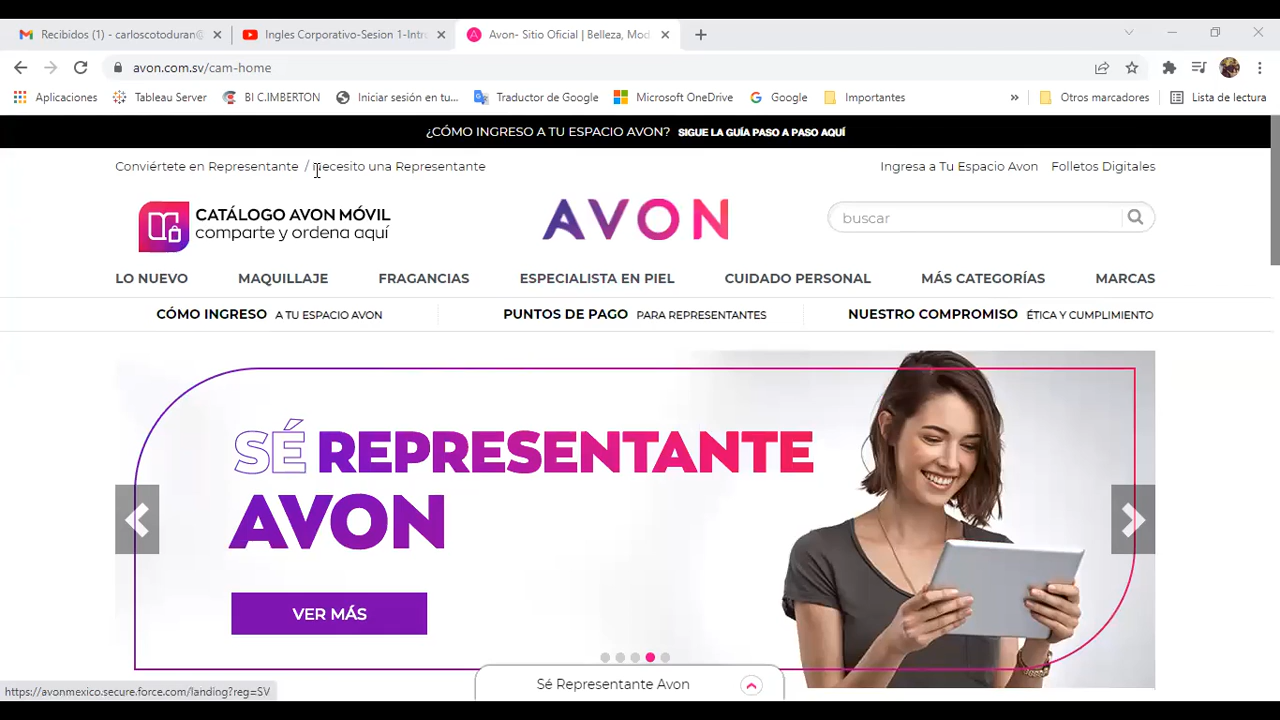 Recibidos (1) - carloscotoduran@
Ingles Corporativo-Sesion 1-Intro
Avon- Sitio Oficial | Belleza, Mod
avon.com.sv/cam-home
Aplicaciones
Tableau Server
BI C.IMBERTON
Iniciar sesión en tu...
Traductor de Google
Microsoft OneDrive
Google
Importantes
»
Otros marcadores
Lista de lectura
¿CÓMO INGRESO A TU ESPACIO AVON? SIGUE LA GUÍA PASO A PASO AQUÍ
Conviértete en Representante / Necesito una Representante
Ingresa a Tu Espacio Avon
Folletos Digitales
CATÁLOGO AVON MÓVIL
comparte y ordena aquí
AVON
buscar
LO NUEVO
MAQUILLAJE
FRAGANCIAS
ESPECIALISTA EN PIEL
CUIDADO PERSONAL
MÁS CATEGORÍAS
MARCAS
CÓMO INGRESO A TU ESPACIO AVON
PUNTOS DE PAGO PARA REPRESENTANTES
NUESTRO COMPROMISO ÉTICA Y CUMPLIMIENTO
SÉ REPRESENTANTE
AVON
VER MÁS
Sé Representante Avon
https://avonmexico.secure.force.com/landing?reg=SV